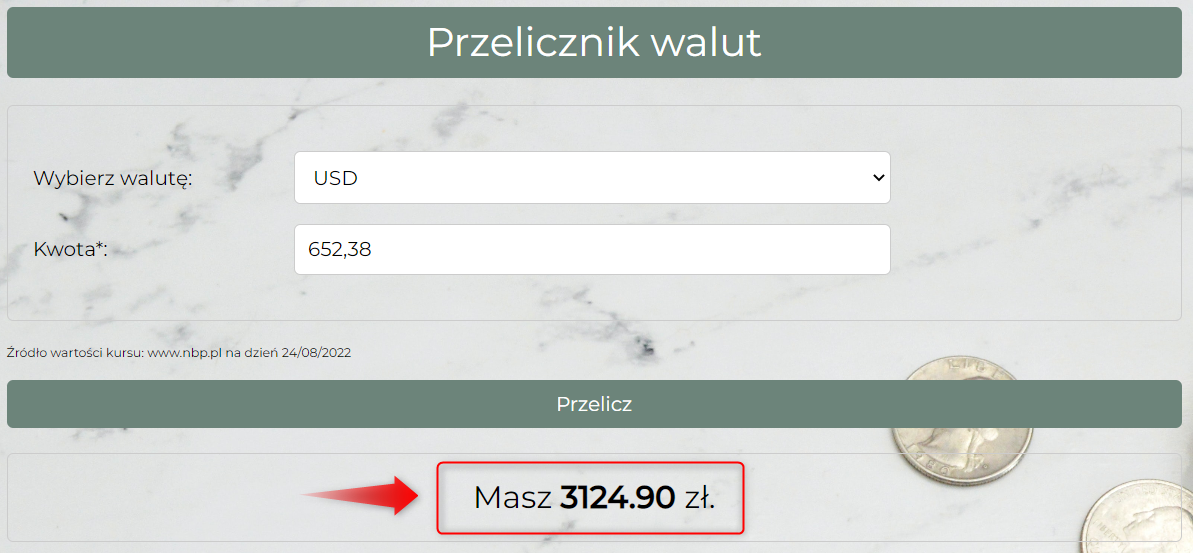 Przelicznik walut
Wybierz walutę: USD
Kwota*: 652,38
Źródło wartości kursu: www.nbp.pl na dzień 24/08/2022
Przelicz
Masz 3124.90 zł.